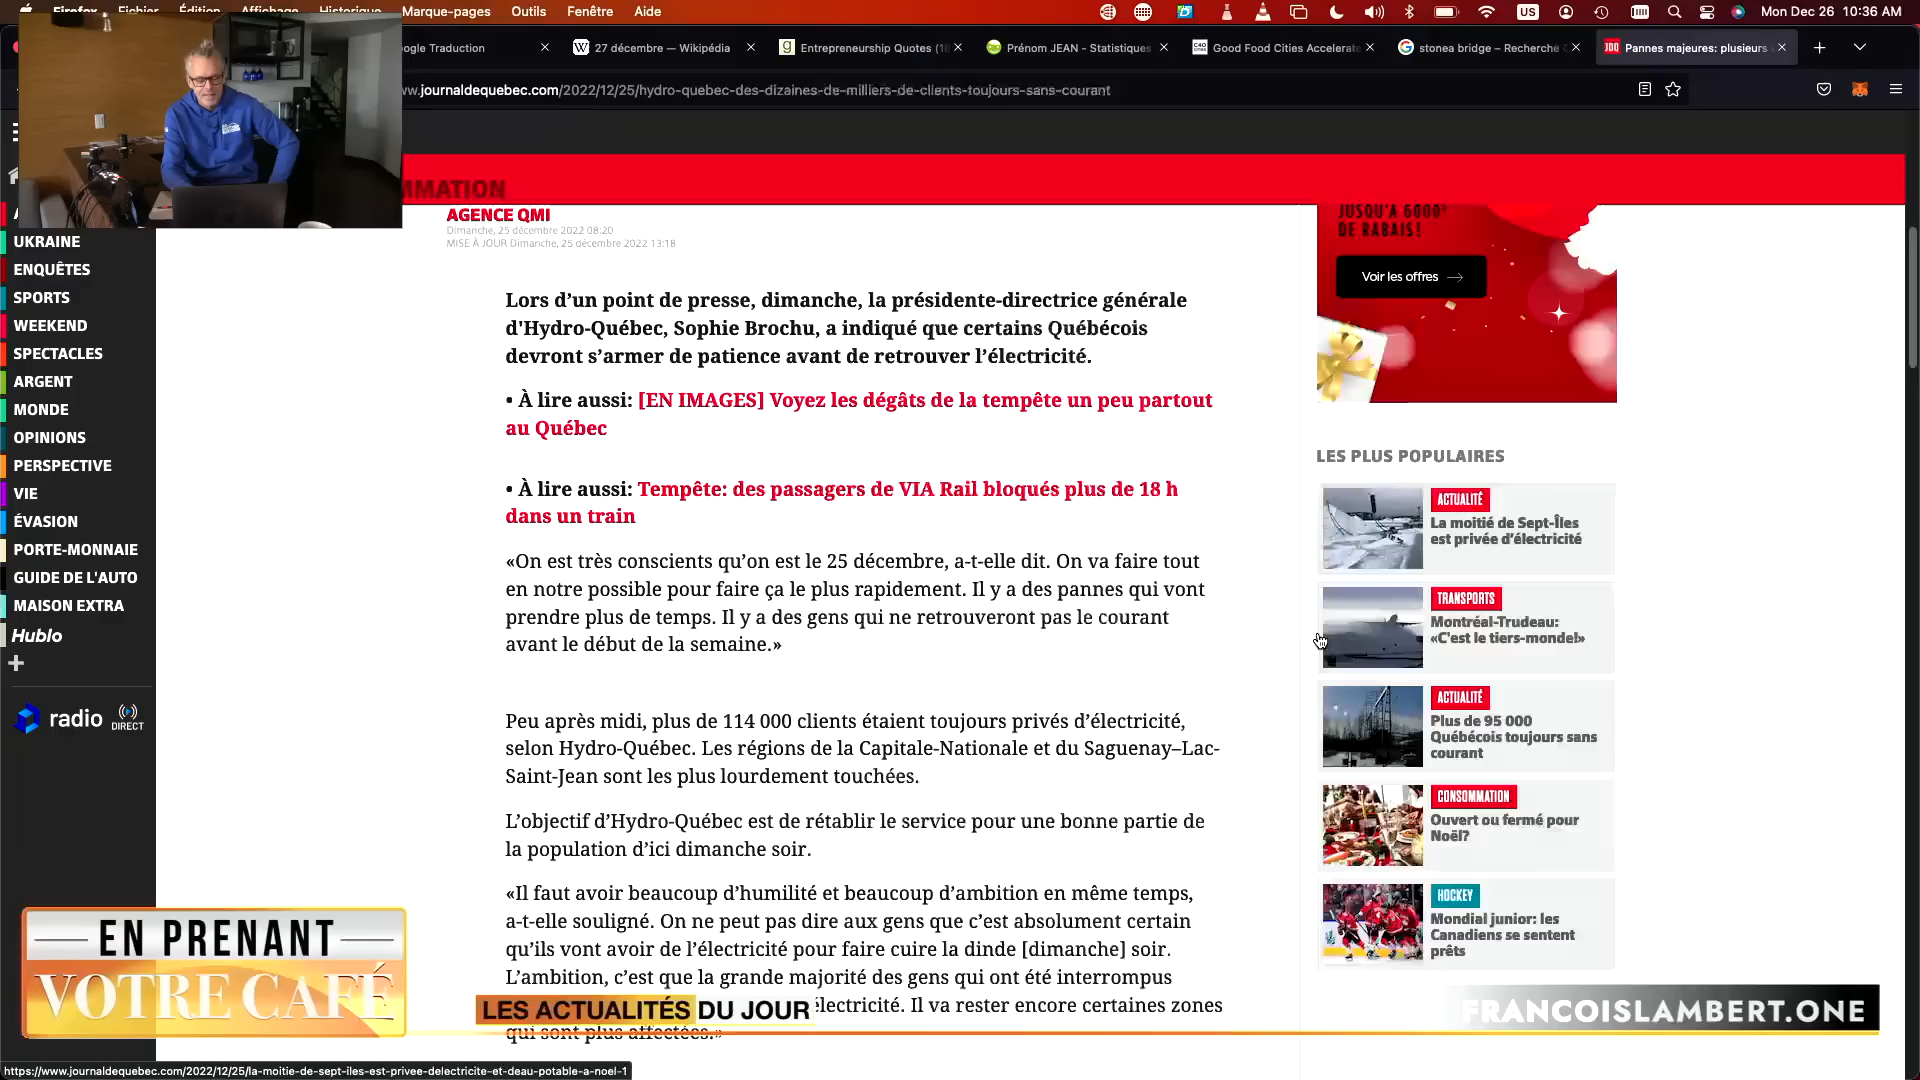 Firefox Fichier Édition Affichage Historique Marque-pages Outils Fenêtre Aide
US
Mon Dec 26 10:36 AM
ogle Traduction
27 décembre — Wikipédia
Entrepreneurship Quotes (18
Prénom JEAN - Statistiques
Good Food Cities Accelerato
stonea bridge – Recherche
Pannes majeures: plusieurs
w.journaldequebec.com/2022/12/25/hydro-quebec-des-dizaines-de-milliers-de-clients-toujours-sans-courant
MMATION
AGENCE QMI
Dimanche, 25 décembre 2022 08:20
MISE À JOUR Dimanche, 25 décembre 2022 13:18
UKRAINE
ENQUÊTES
SPORTS
WEEKEND
SPECTACLES
ARGENT
MONDE
OPINIONS
PERSPECTIVE
VIE
ÉVASION
PORTE-MONNAIE
GUIDE DE L'AUTO
MAISON EXTRA
Hublo
radio DIRECT
Lors d’un point de presse, dimanche, la présidente-directrice générale
d'Hydro-Québec, Sophie Brochu, a indiqué que certains Québécois
devront s’armer de patience avant de retrouver l’électricité.
• À lire aussi: [EN IMAGES] Voyez les dégâts de la tempête un peu partout
au Québec
• À lire aussi: Tempête: des passagers de VIA Rail bloqués plus de 18 h
dans un train
«On est très conscients qu’on est le 25 décembre, a-t-elle dit. On va faire tout
en notre possible pour faire ça le plus rapidement. Il y a des pannes qui vont
prendre plus de temps. Il y a des gens qui ne retrouveront pas le courant
avant le début de la semaine.»
Peu après midi, plus de 114 000 clients étaient toujours privés d’électricité,
selon Hydro-Québec. Les régions de la Capitale-Nationale et du Saguenay–Lac-
Saint-Jean sont les plus lourdement touchées.
L’objectif d’Hydro-Québec est de rétablir le service pour une bonne partie de
la population d’ici dimanche soir.
«Il faut avoir beaucoup d’humilité et beaucoup d’ambition en même temps,
a-t-elle souligné. On ne peut pas dire aux gens que c’est absolument certain
qu’ils vont avoir de l’électricité pour faire cuire la dinde [dimanche] soir.
L’ambition, c’est que la grande majorité des gens qui ont été interrompus
électricité. Il va rester encore certaines zones
qui sont plus affectées.»
JUSQU'À 6000$
DE RABAIS!
Voir les offres
LES PLUS POPULAIRES
ACTUALITÉ
La moitié de Sept-Îles
est privée d’électricité
TRANSPORTS
Montréal-Trudeau:
«C'est le tiers-monde!»
ACTUALITÉ
Plus de 95 000
Québécois toujours sans
courant
CONSOMMATION
Ouvert ou fermé pour
Noël?
HOCKEY
Mondial junior: les
Canadiens se sentent
prêts
EN PRENANT
VOTRE CAFÉ
LES ACTUALITÉS DU JOUR
FRANCOISLAMBERT.ONE
https://www.journaldequebec.com/2022/12/25/la-moitie-de-sept-iles-est-privee-delectricite-et-deau-potable-a-noel-1